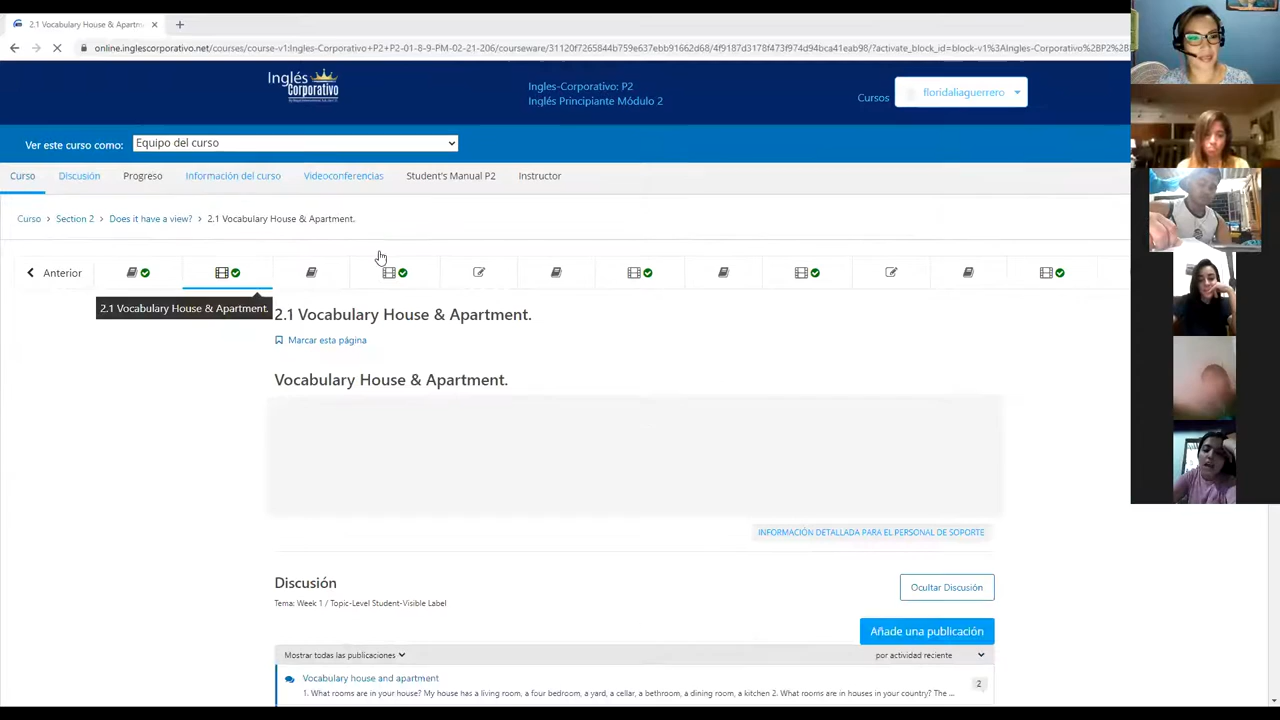 2.1 Vocabulary House & Apartm
online.inglescorporativo.net/courses/course-v1:Ingles-Corporativo+P2+P2-01-8-9-PM-02-21-206/courseware/31120f7265844b759e637ebb91662d68/4f9187d3178f473f974d94bca41eab98/?activate_block_id=block-v1%3AIngles-Corporativo%2BP2%2B
Inglés
Corporativo
Ingles-Corporativo: P2
Inglés Principiante Módulo 2
Cursos
floridaliaguerrero
Ver este curso como:
Equipo del curso
Curso Discusión Progreso Información del curso Videoconferencias Student's Manual P2 Instructor
Curso > Section 2 > Does it have a view? > 2.1 Vocabulary House & Apartment.
Anterior
2.1 Vocabulary House & Apartment.
2.1 Vocabulary House & Apartment.
Marcar esta página
Vocabulary House & Apartment.
INFORMACIÓN DETALLADA PARA EL PERSONAL DE SOPORTE
Discusión
Ocultar Discusión
Tema: Week 1 / Topic-Level Student-Visible Label
Añade una publicación
Mostrar todas las publicaciones
por actividad reciente
Vocabulary house and apartment
2
1. What rooms are in your house? My house has a living room, a four bedroom, a yard, a cellar, a bethroom, a dining room, a kitchen 2. What rooms are in houses in your country? The ...